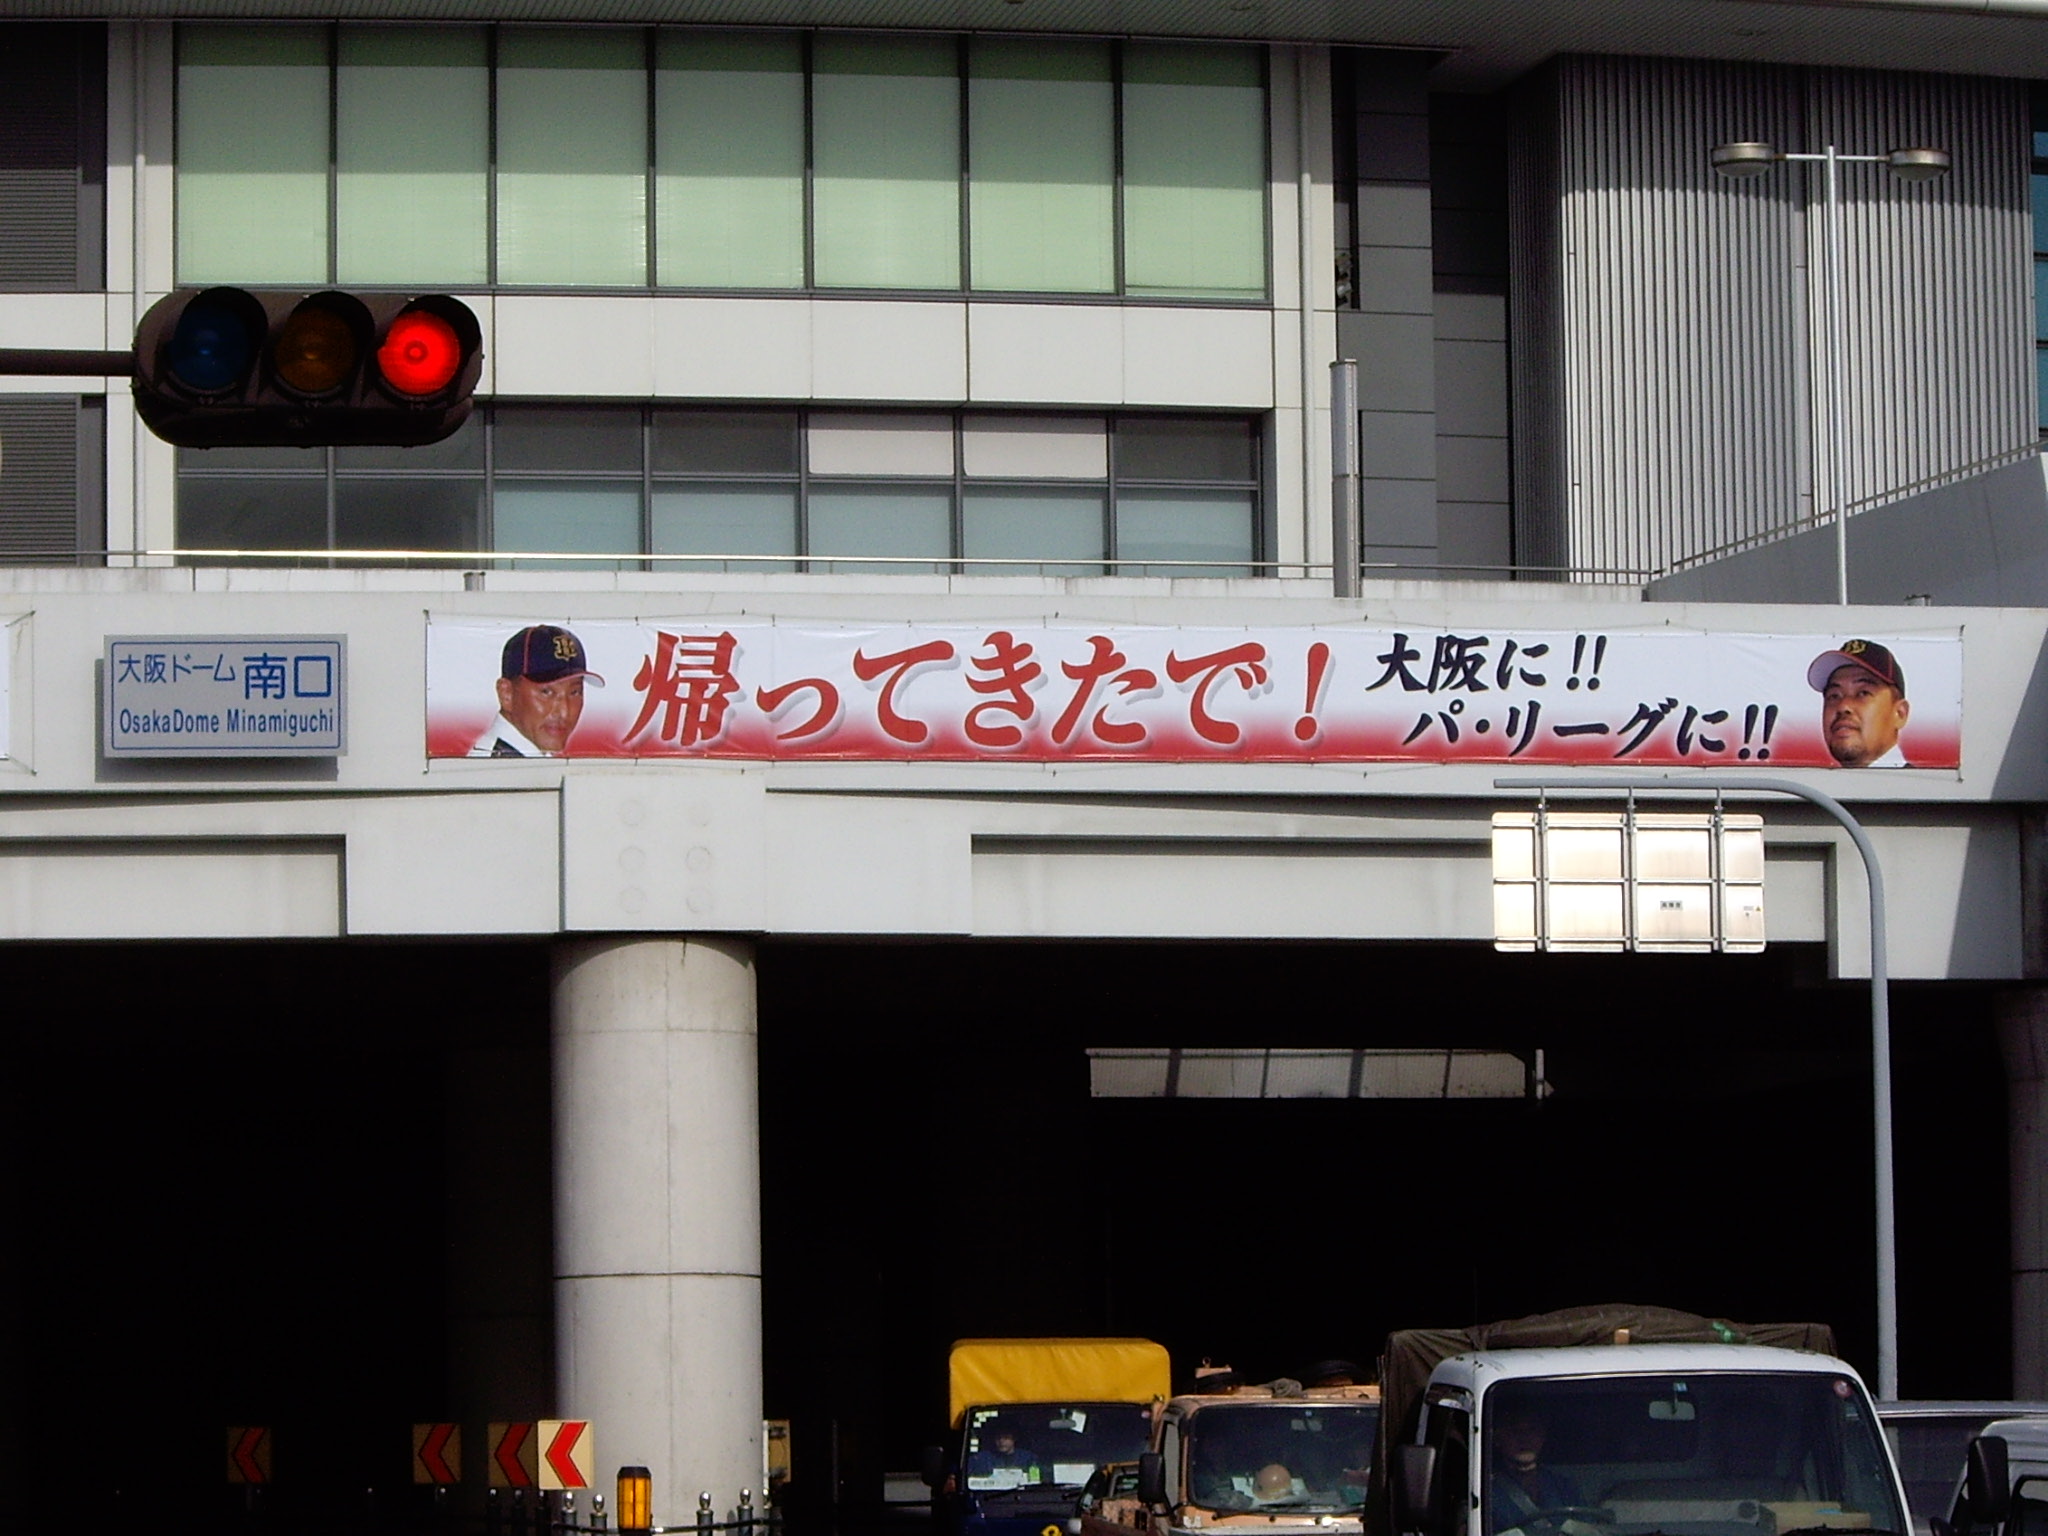 大阪ドーム 南口
OsakaDome Minamiguchi
帰ってきたで!
大阪に!!
パ・リーグに!!